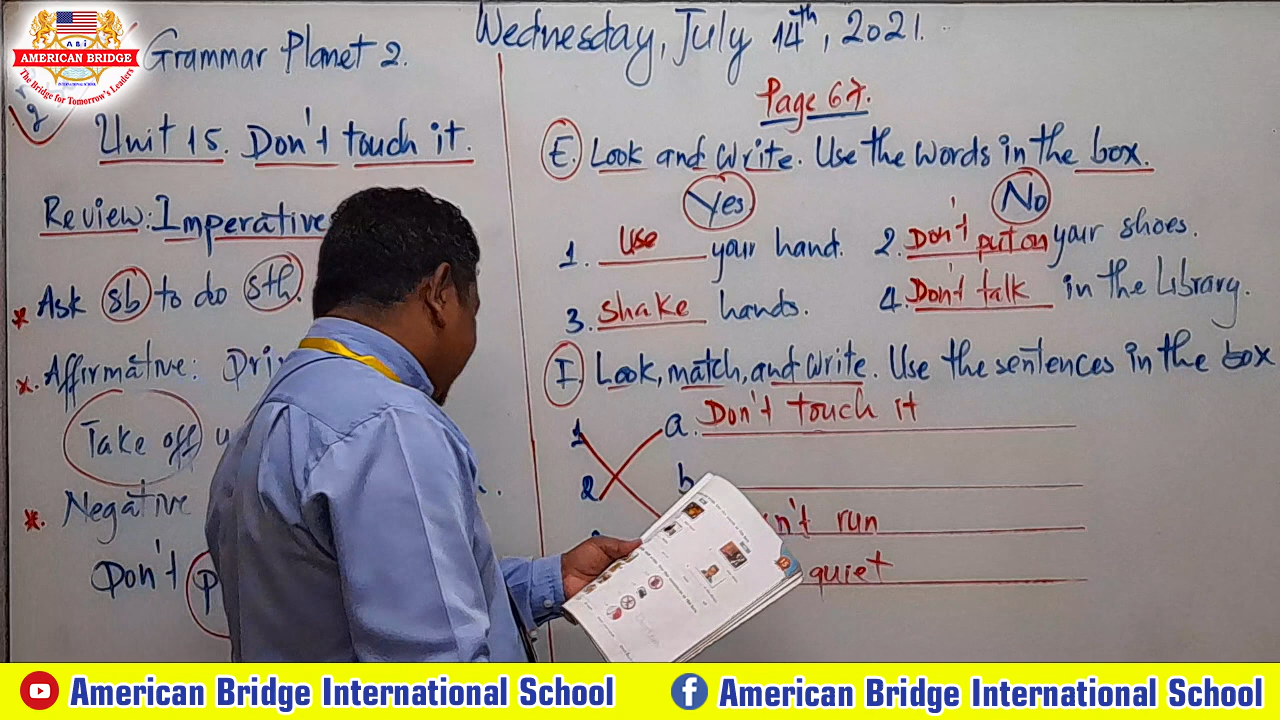 A B i
AMERICAN BRIDGE
INTERNATIONAL SCHOOL
The Bridge for Tomorrow's Leaders
Grammar Planet 2.
Wednesday, July 14th, 2021.
Unit 15. Don't touch it.
Review: Imperative
* Ask sb to do sth.
*. Affirmative:
Take off
*. Negative
Don't
Page 67.
E. Look and Write. Use the words in the box.
Yes No
1. Use your hand. 2. Don't put on your shoes.
3. Shake hands. 4. Don't talk in the Library.
I. Look, match, and write. Use the sentences in the box
1 a. Don't touch it
2 b
run
quiet
American Bridge International School
f American Bridge International School